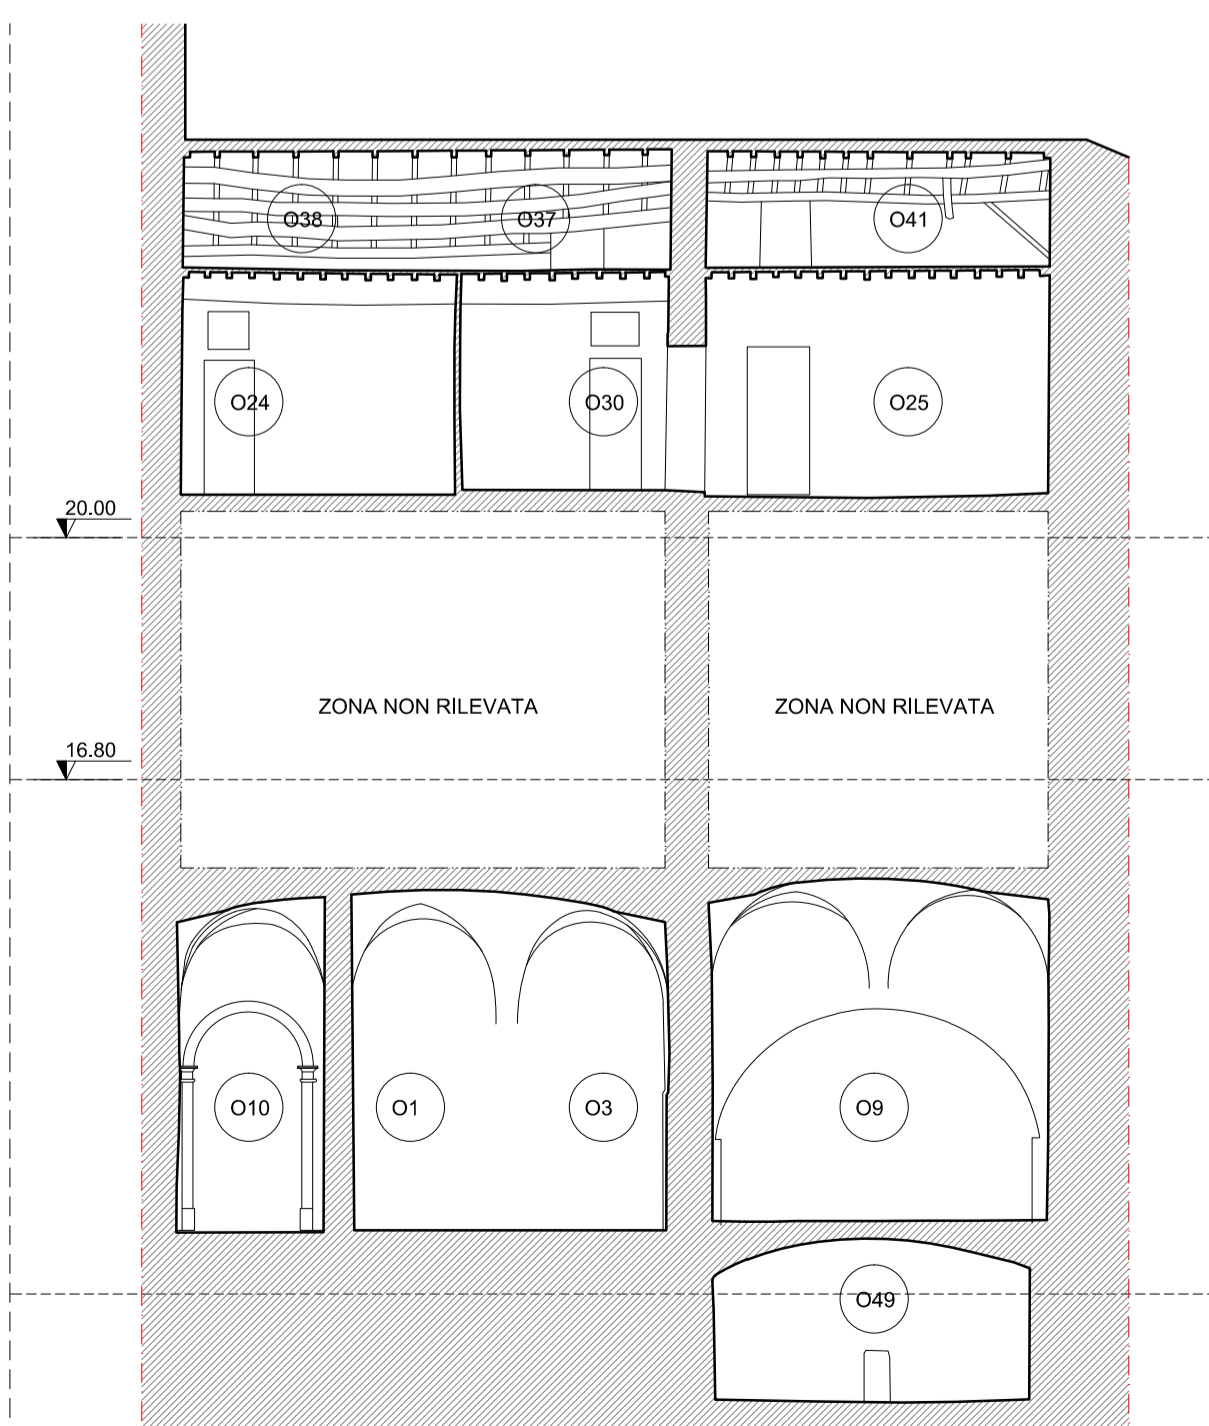 O38
O37
O41
O24
O30
O25
20.00
ZONA NON RILEVATA
ZONA NON RILEVATA
16.80
O10
O1
O3
O9
O49